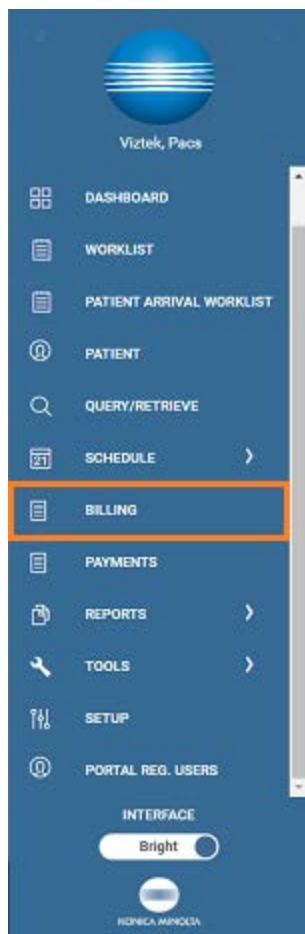 Viztek, Pacs
DASHBOARD
WORKLIST
PATIENT ARRIVAL WORKLIST
PATIENT
QUERY/RETRIEVE
21 SCHEDULE
BILLING
PAYMENTS
REPORTS
TOOLS
SETUP
PORTAL REG. USERS
INTERFACE
Bright
KONICA MINOLTA